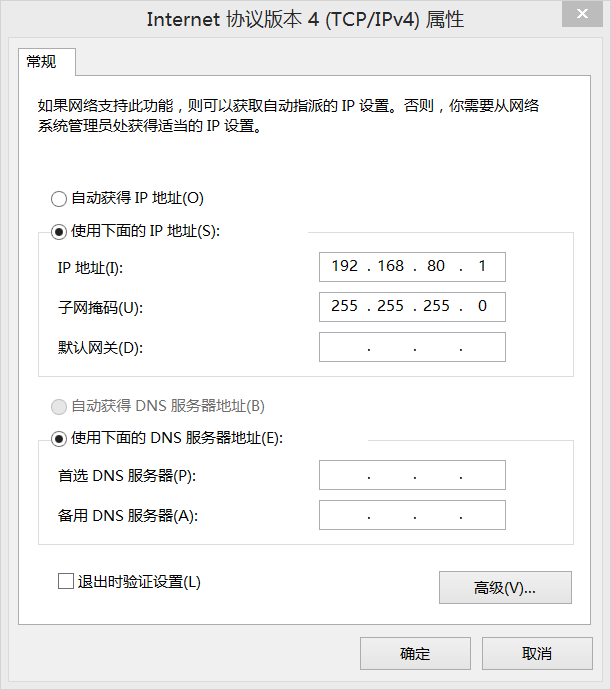 Internet 协议版本 4 (TCP/IPv4) 属性
常规
如果网络支持此功能，则可以获取自动指派的 IP 设置。否则，你需要从网络
系统管理员处获得适当的 IP 设置。
自动获得 IP 地址(O)
使用下面的 IP 地址(S):
IP 地址(I): 192 . 168 . 80 . 1
子网掩码(U): 255 . 255 . 255 . 0
默认网关(D): . . .
自动获得 DNS 服务器地址(B)
使用下面的 DNS 服务器地址(E):
首选 DNS 服务器(P): . . .
备用 DNS 服务器(A): . . .
退出时验证设置(L)
高级(V)...
确定 取消